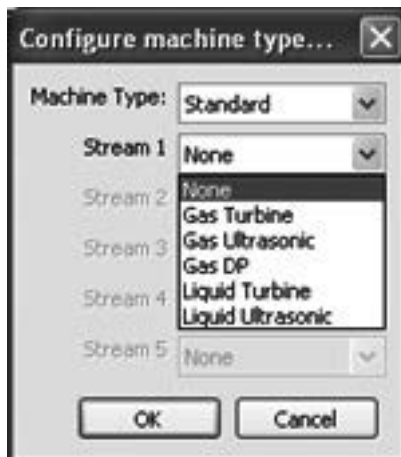 Configure machine type...
Machine Type: Standard
Stream 1 None
None
Gas Turbine
Gas Ultrasonic
Gas DP
Liquid Turbine
Liquid Ultrasonic
Stream 2
Stream 3
Stream 4
Stream 5 None
OK Cancel